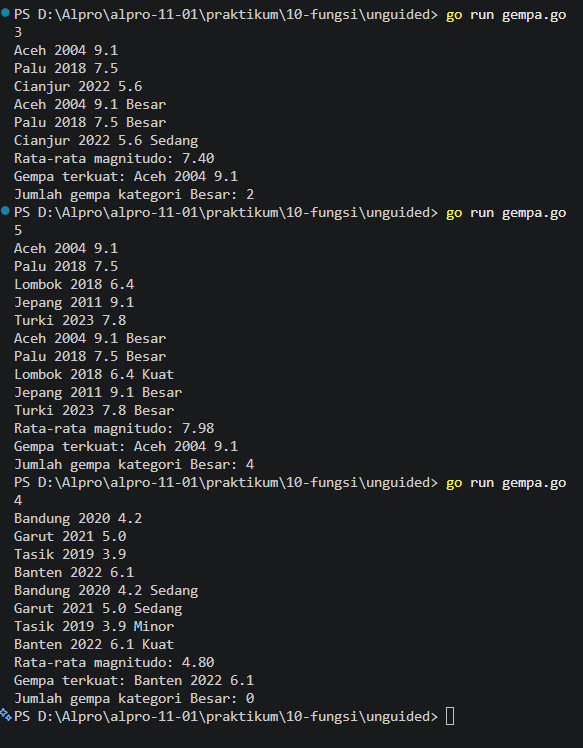 PS D:\Alpro\alpro-11-01\praktikum\10-fungsi\unguided> go run gempa.go
3
Aceh 2004 9.1
Palu 2018 7.5
Cianjur 2022 5.6
Aceh 2004 9.1 Besar
Palu 2018 7.5 Besar
Cianjur 2022 5.6 Sedang
Rata-rata magnitudo: 7.40
Gempa terkuat: Aceh 2004 9.1
Jumlah gempa kategori Besar: 2
PS D:\Alpro\alpro-11-01\praktikum\10-fungsi\unguided> go run gempa.go
5
Aceh 2004 9.1
Palu 2018 7.5
Lombok 2018 6.4
Jepang 2011 9.1
Turki 2023 7.8
Aceh 2004 9.1 Besar
Palu 2018 7.5 Besar
Lombok 2018 6.4 Kuat
Jepang 2011 9.1 Besar
Turki 2023 7.8 Besar
Rata-rata magnitudo: 7.98
Gempa terkuat: Aceh 2004 9.1
Jumlah gempa kategori Besar: 4
PS D:\Alpro\alpro-11-01\praktikum\10-fungsi\unguided> go run gempa.go
4
Bandung 2020 4.2
Garut 2021 5.0
Tasik 2019 3.9
Banten 2022 6.1
Bandung 2020 4.2 Sedang
Garut 2021 5.0 Sedang
Tasik 2019 3.9 Minor
Banten 2022 6.1 Kuat
Rata-rata magnitudo: 4.80
Gempa terkuat: Banten 2022 6.1
Jumlah gempa kategori Besar: 0
PS D:\Alpro\alpro-11-01\praktikum\10-fungsi\unguided>